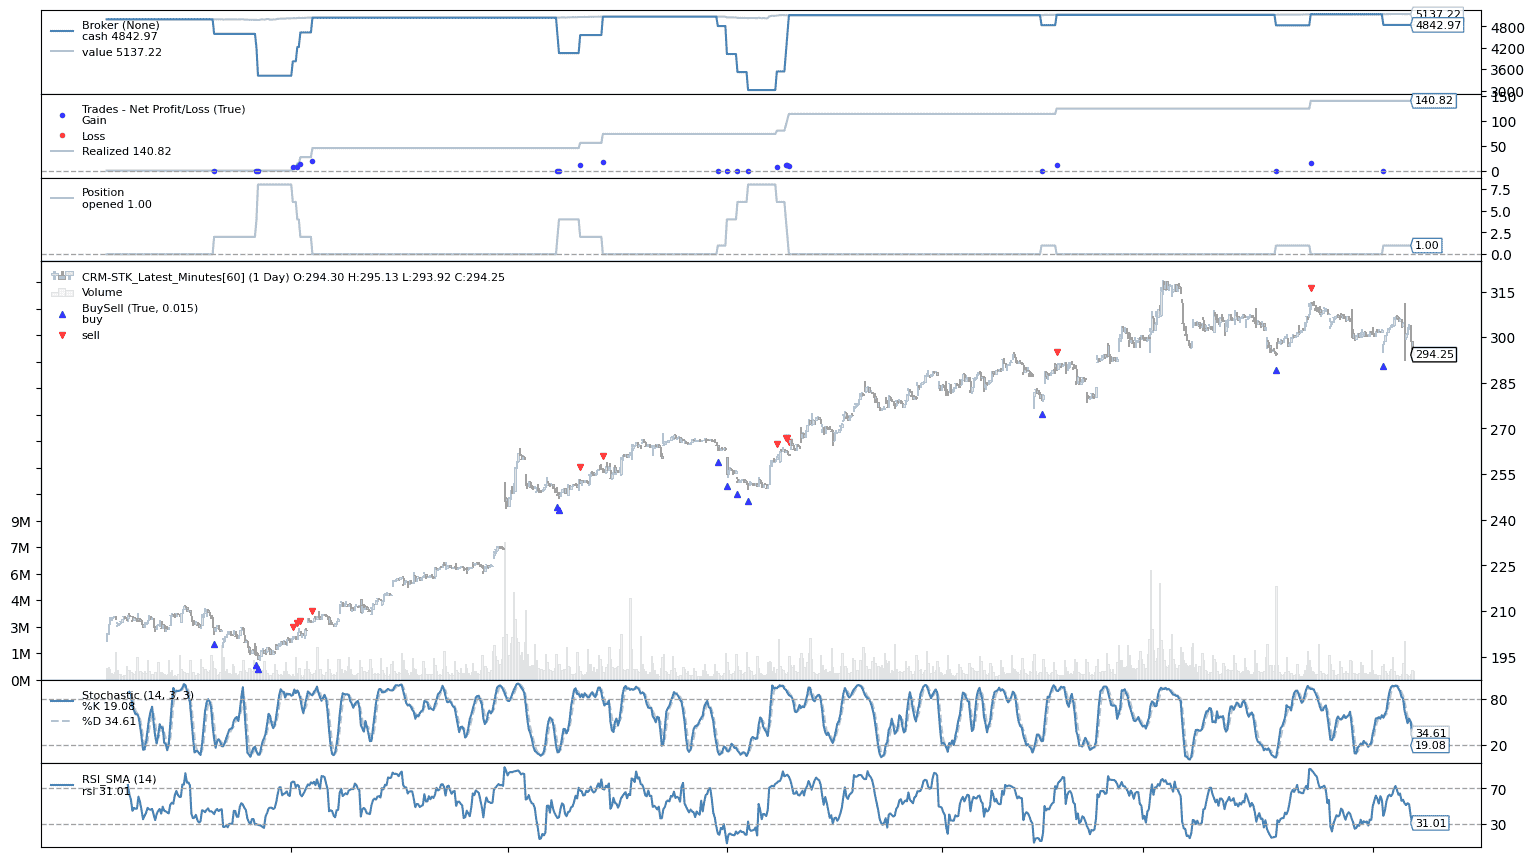 Broker (None)
cash 4842.97
value 5137.22
5137.22
4842.97
4800
4200
3600
3000
Trades - Net Profit/Loss (True)
Gain
Loss
Realized 140.82
150
140.82
100
50
0
Position
opened 1.00
7.5
5.0
2.5
1.00
0.0
CRM-STK_Latest_Minutes[60] (1 Day) O:294.30 H:295.13 L:293.92 C:294.25
Volume
BuySell (True, 0.015)
buy
sell
315
300
294.25
285
270
255
240
225
210
195
9M
7M
6M
4M
3M
1M
0M
Stochastic (14, 3, 3)
%K 19.08
%D 34.61
80
34.61
19.08
20
RSI_SMA (14)
rsi 31.01
70
31.01
30